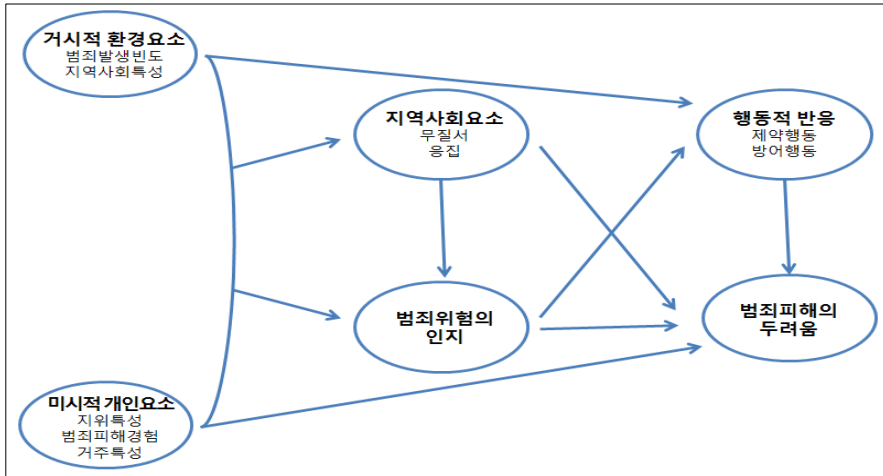 거시적 환경요소
범죄발생빈도
지역사회특성
지역사회요소
무질서
응집
행동적 반응
제약행동
방어행동
범죄위험의
인지
범죄피해의
두려움
미시적 개인요소
지위특성
범죄피해경험
거주특성